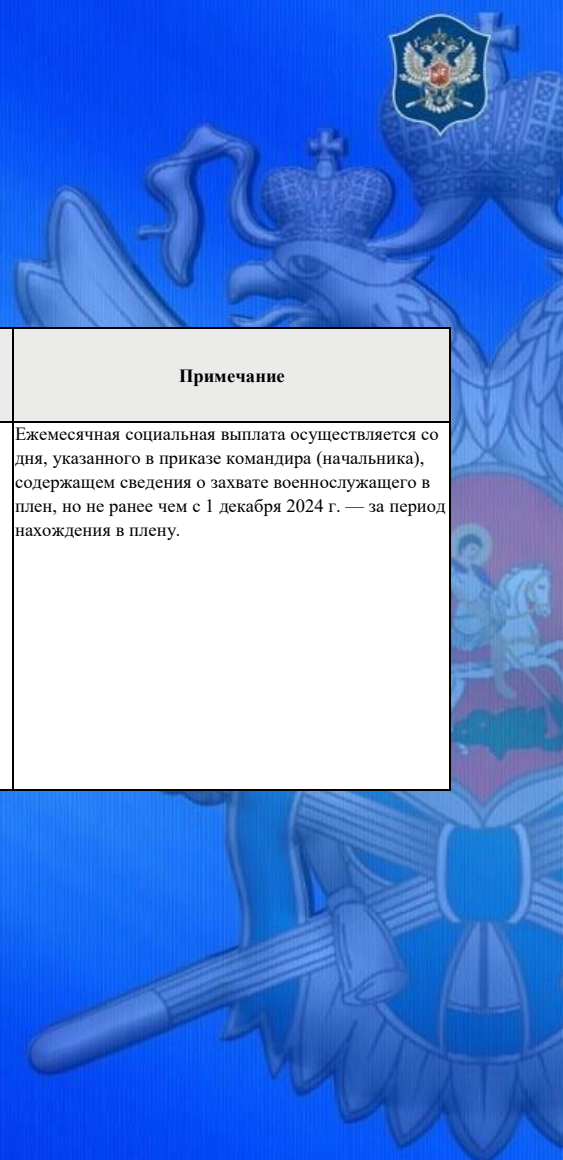 Примечание
Ежемесячная социальная выплата осуществляется со
дня, указанного в приказе командира (начальника),
содержащем сведения о захвате военнослужащего в
плен, но не ранее чем с 1 декабря 2024 г. — за период
нахождения в плену.